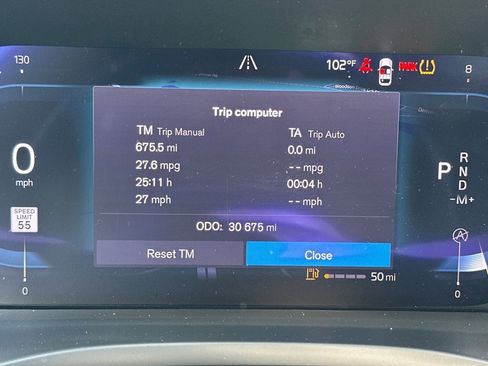 130
102°F
PARK
8
Trip computer
TM Trip Manual
675.5 mi
27.6 mpg
25:11 h
27 mph
TA Trip Auto
0.0 mi
-- mpg
00:04 h
-- mph
ODO: 30 675 mi
Reset TM
Close
0
mph
SPEED
LIMIT
55
0
P
R
N
D
-M+
A
0
50 mi